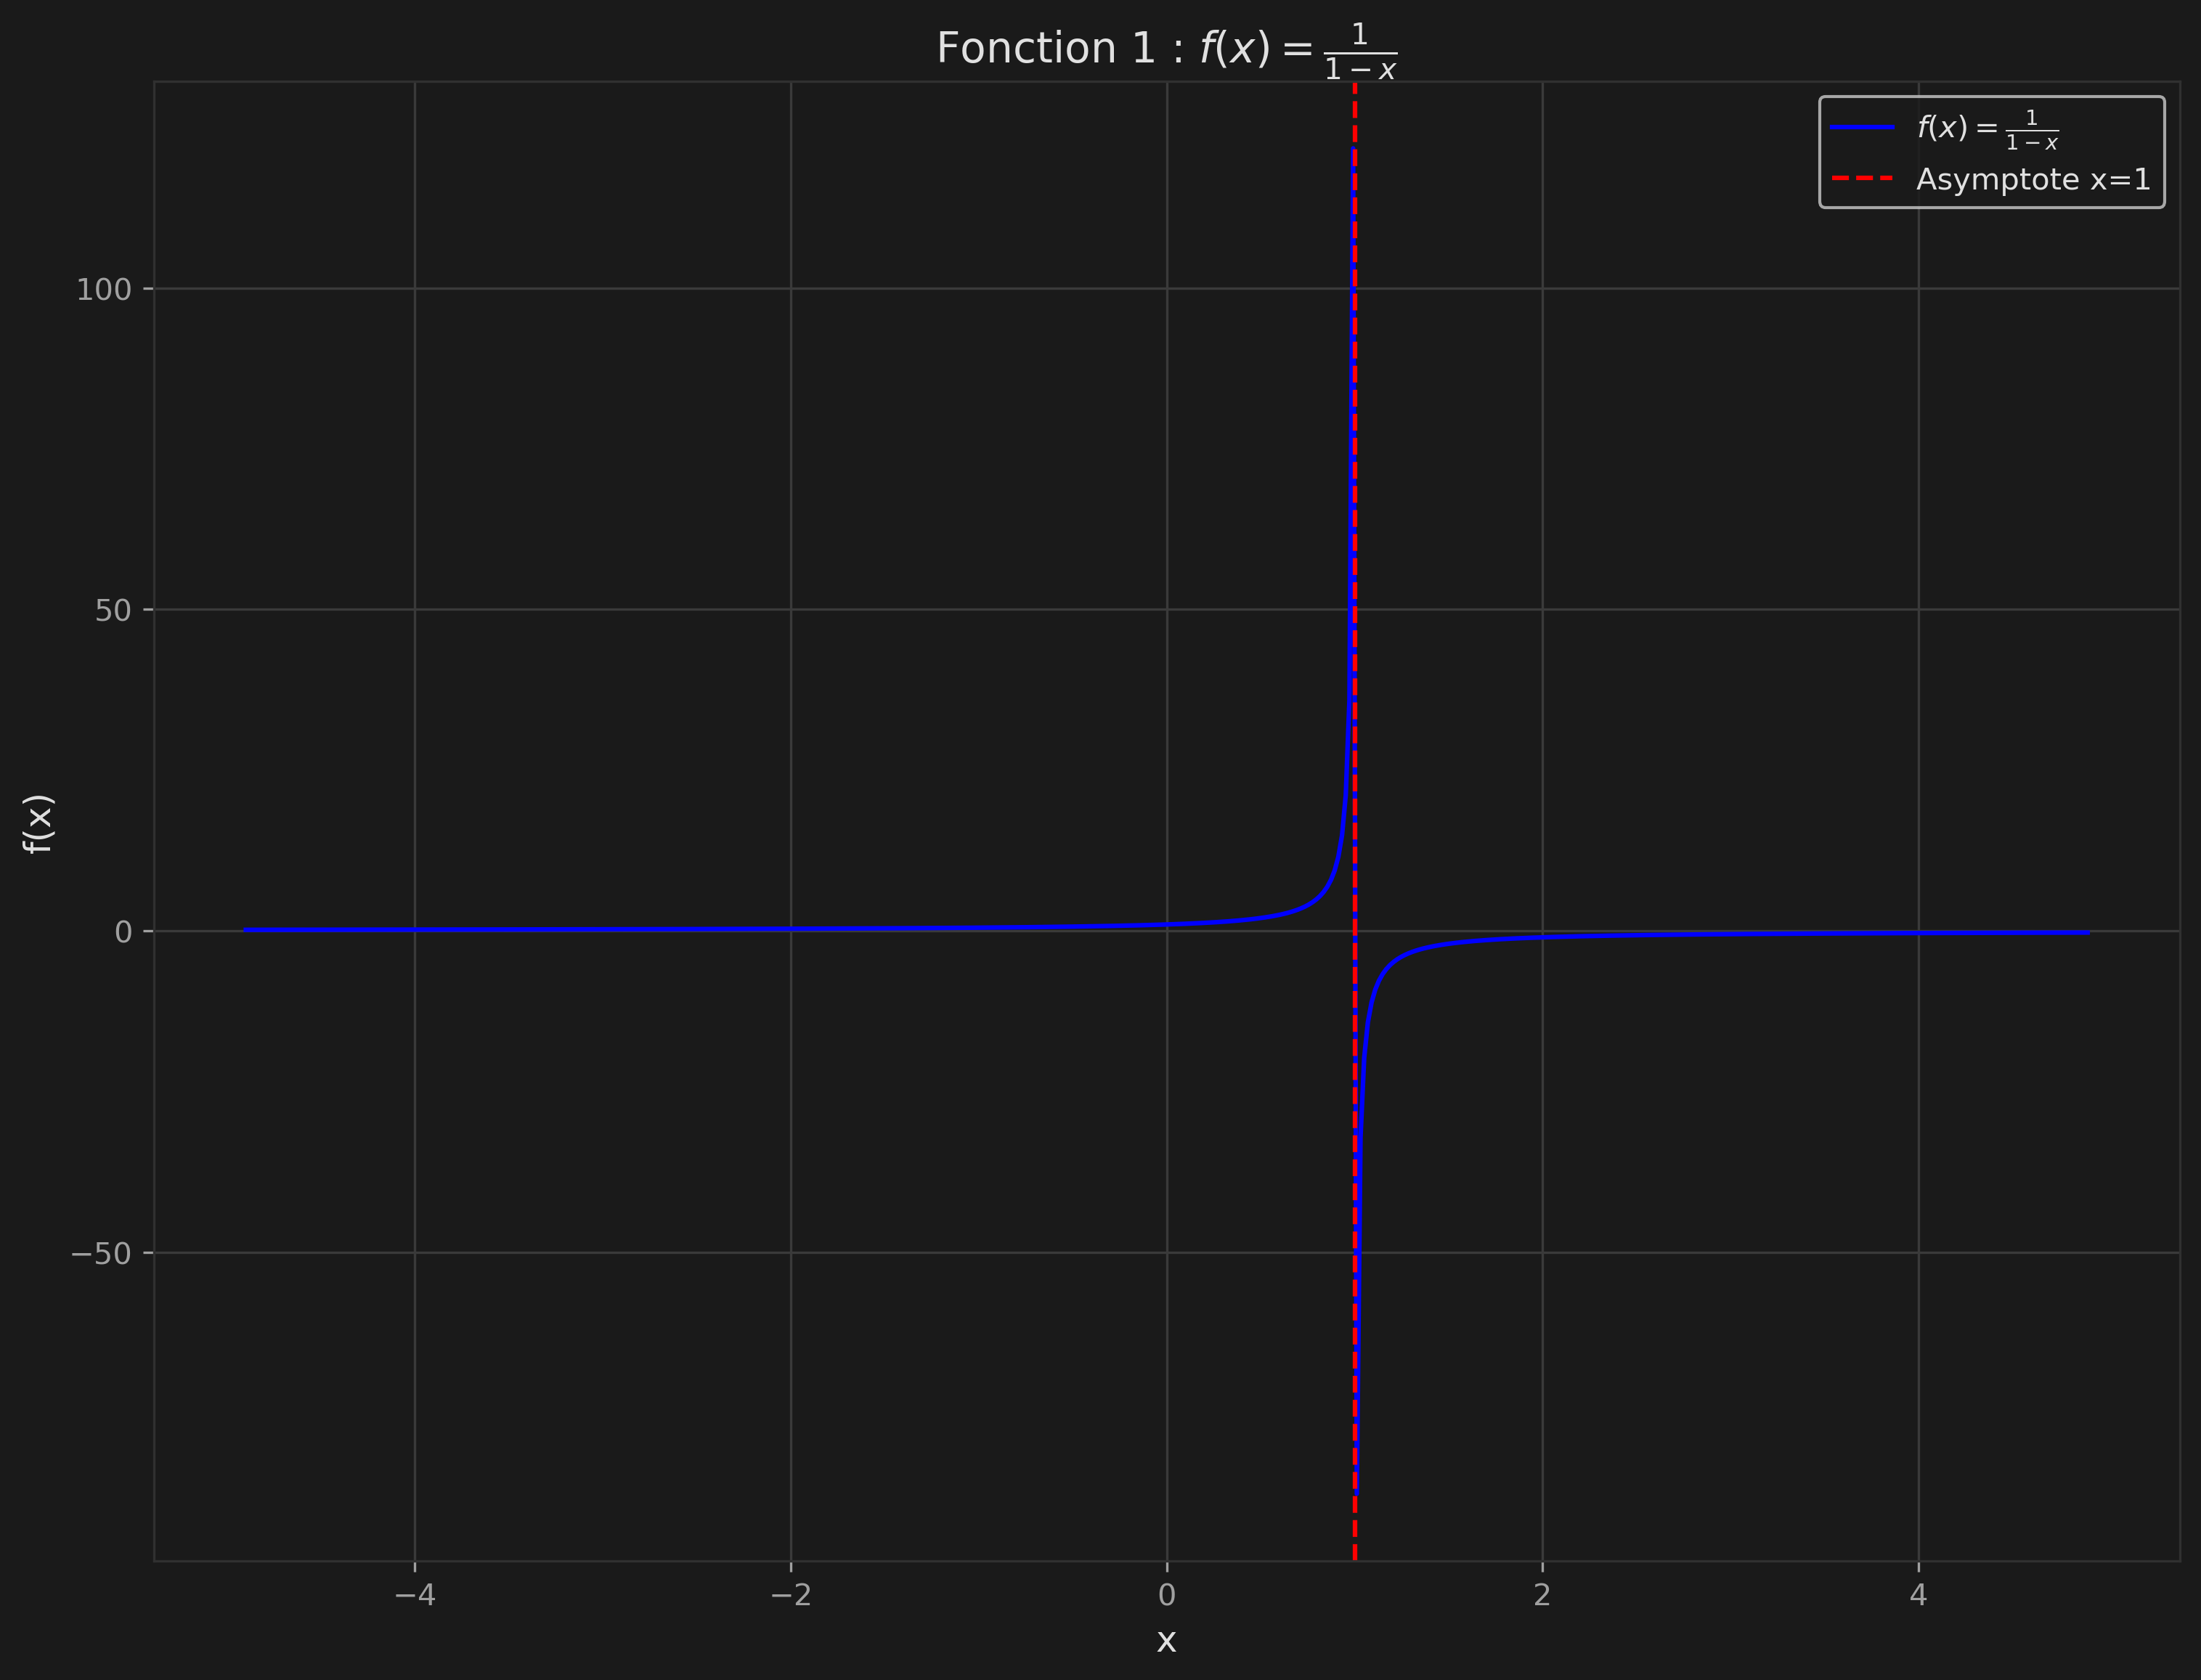 Fonction 1 : f(x) = 1/(1 − x)
f(x) = 1/(1 − x)
Asymptote x=1
100
50
0
−50
f(x)
−4 −2 0 2 4
x